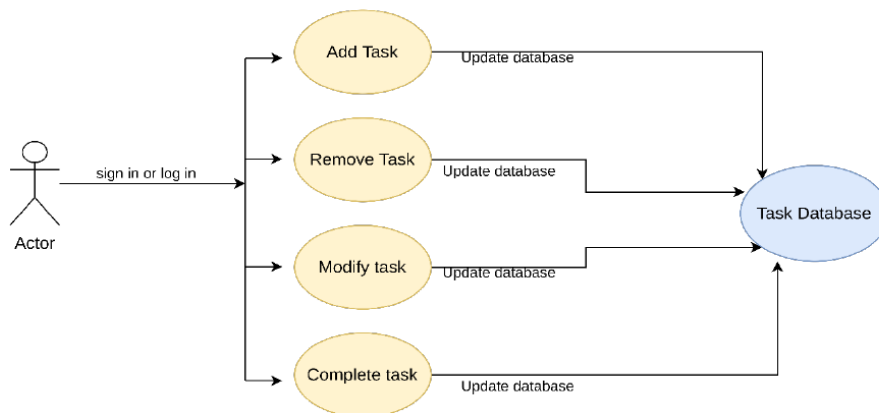 Add Task
Update database
Remove Task
Update database
sign in or log in
Task Database
Actor
Modify task
Update database
Complete task
Update database